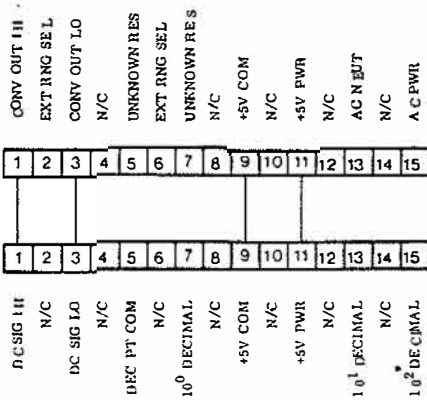 CONV OUT HI
EXT RNG SEL
CONV OUT LO
N/C
UNKNOWN RES
EXT RNG SEL
UNKNOWN RES
N/C
+5V COM
N/C
+5V PWR
N/C
AC NEUT
N/C
AC PWR
1 2 3 4 5 6 7 8 9 10 11 12 13 14 15
1 2 3 4 5 6 7 8 9 10 11 12 13 14 15
DC SIG HI
N/C
DC SIG LO
N/C
DEC PT COM
N/C
10⁰ DECIMAL
N/C
+5V COM
N/C
+5V PWR
N/C
10¹ DECIMAL
N/C
10²* DECIMAL